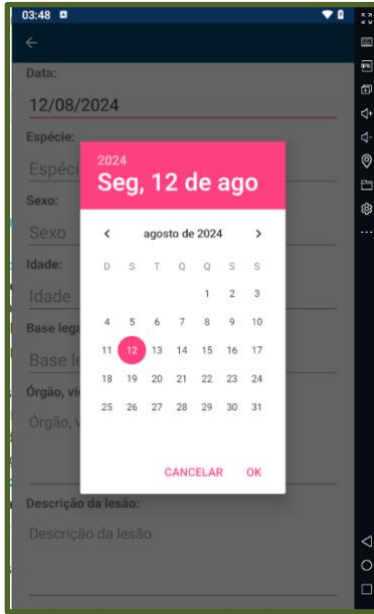 03:48
Data:
12/08/2024
Espécie:
Espéci
Sexo:
Sexo
Idade:
Idade
Base lega
Base le
Órgão, ví
Órgão, v
Descrição da lesão:
Descrição da lesão
2024
Seg, 12 de ago
agosto de 2024
D S T Q Q S S
1 2 3
4 5 6 7 8 9 10
11 12 13 14 15 16 17
18 19 20 21 22 23 24
25 26 27 28 29 30 31
CANCELAR OK